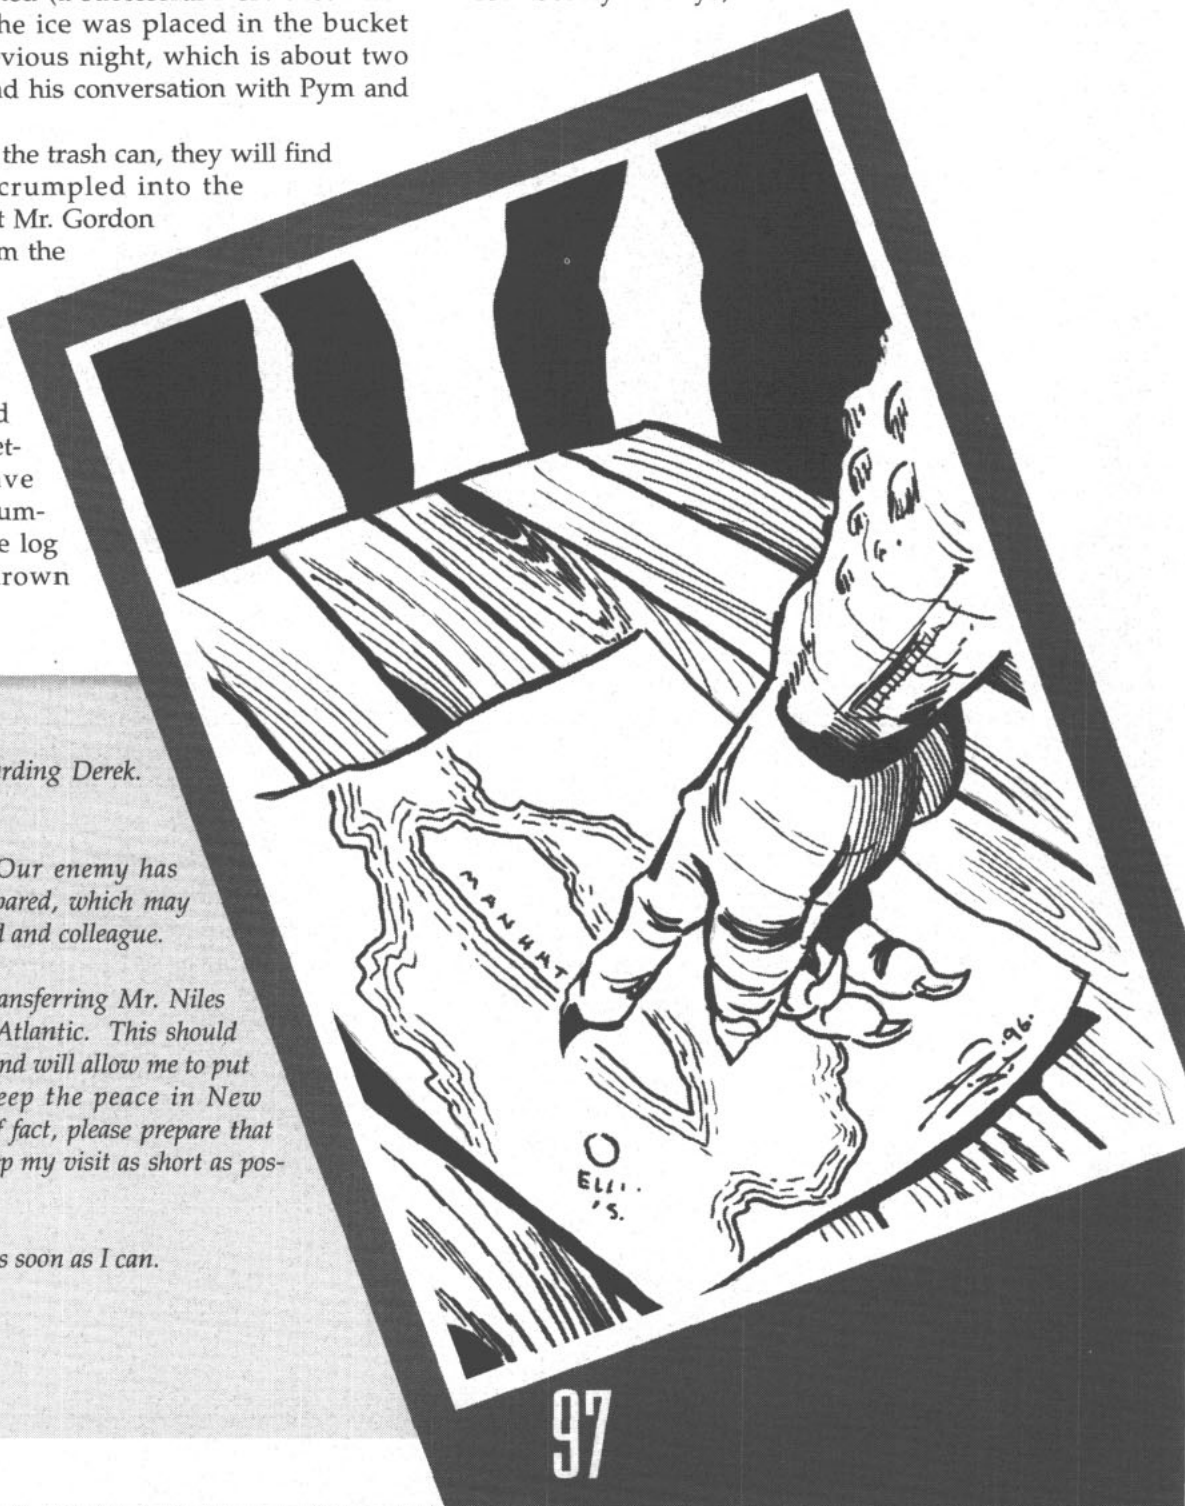 he ice was placed in the bucket
vious night, which is about two
nd his conversation with Pym and
the trash can, they will find
crumpled into the
t Mr. Gordon
m the
d
et-
ve
um-
e log
hrown
rding Derek.
Our enemy has
pared, which may
d and colleague.
ansferring Mr. Niles
Atlantic. This should
nd will allow me to put
eep the peace in New
f fact, please prepare that
p my visit as short as pos-
s soon as I can.
MANHAT
ELLI.
'S.
.96.
97